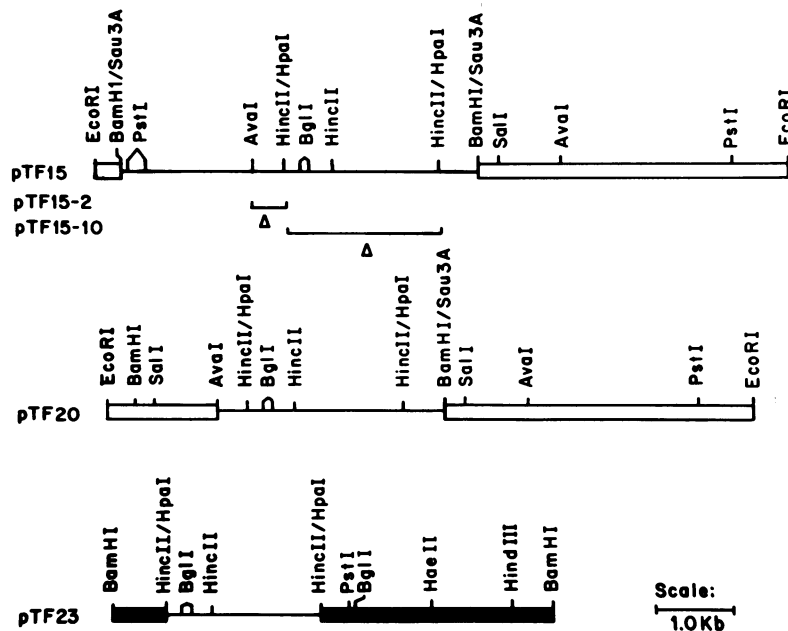 EcoRI
BamH1/Sau3A
PstI
AvaI
HincII/HpaI
BglI
HincII
HincII/HpaI
BamHI/Sau3A
SalI
AvaI
PstI
EcoRI
pTF15
pTF15-2
Δ
pTF15-10
Δ
EcoRI
BamHI
SalI
AvaI
HincII/HpaI
BglI
HincII
HincII/HpaI
BamHI/Sau3A
SalI
AvaI
PstI
EcoRI
pTF20
BamHI
HincII/HpaI
BglI
HincII
HincII/HpaI
PstI
BglI
HaeII
HindIII
BamHI
pTF23
Scale:
1.0Kb